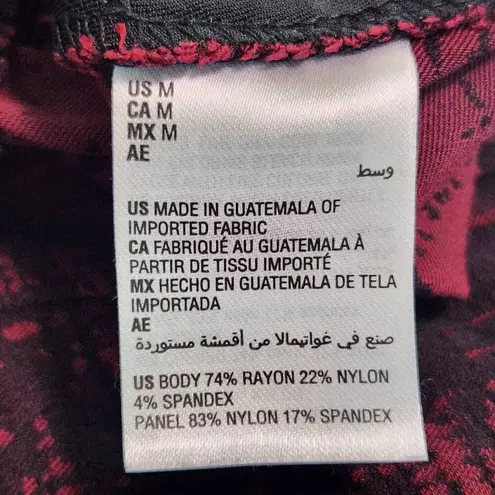 US M
CA M
MX M
AE
وسط
US MADE IN GUATEMALA OF
IMPORTED FABRIC
CA FABRIQUÉ AU GUATEMALA À
PARTIR DE TISSU IMPORTÉ
MX HECHO EN GUATEMALA DE TELA
IMPORTADA
AE
صنع في غواتيمالا من أقمشة مستوردة
US BODY 74% RAYON 22% NYLON
4% SPANDEX
PANEL 83% NYLON 17% SPANDEX